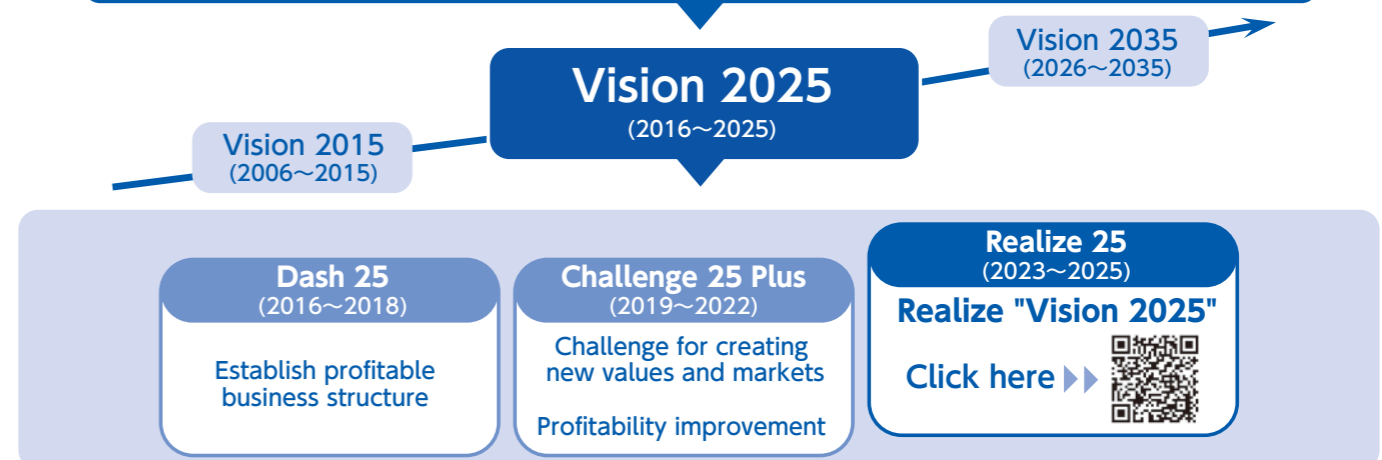 Vision 2015
(2006～2015)
Vision 2025
(2016～2025)
Vision 2035
(2026～2035)
Dash 25
(2016～2018)
Establish profitable
business structure
Challenge 25 Plus
(2019～2022)
Challenge for creating
new values and markets
Profitability improvement
Realize 25
(2023～2025)
Realize "Vision 2025"
Click here